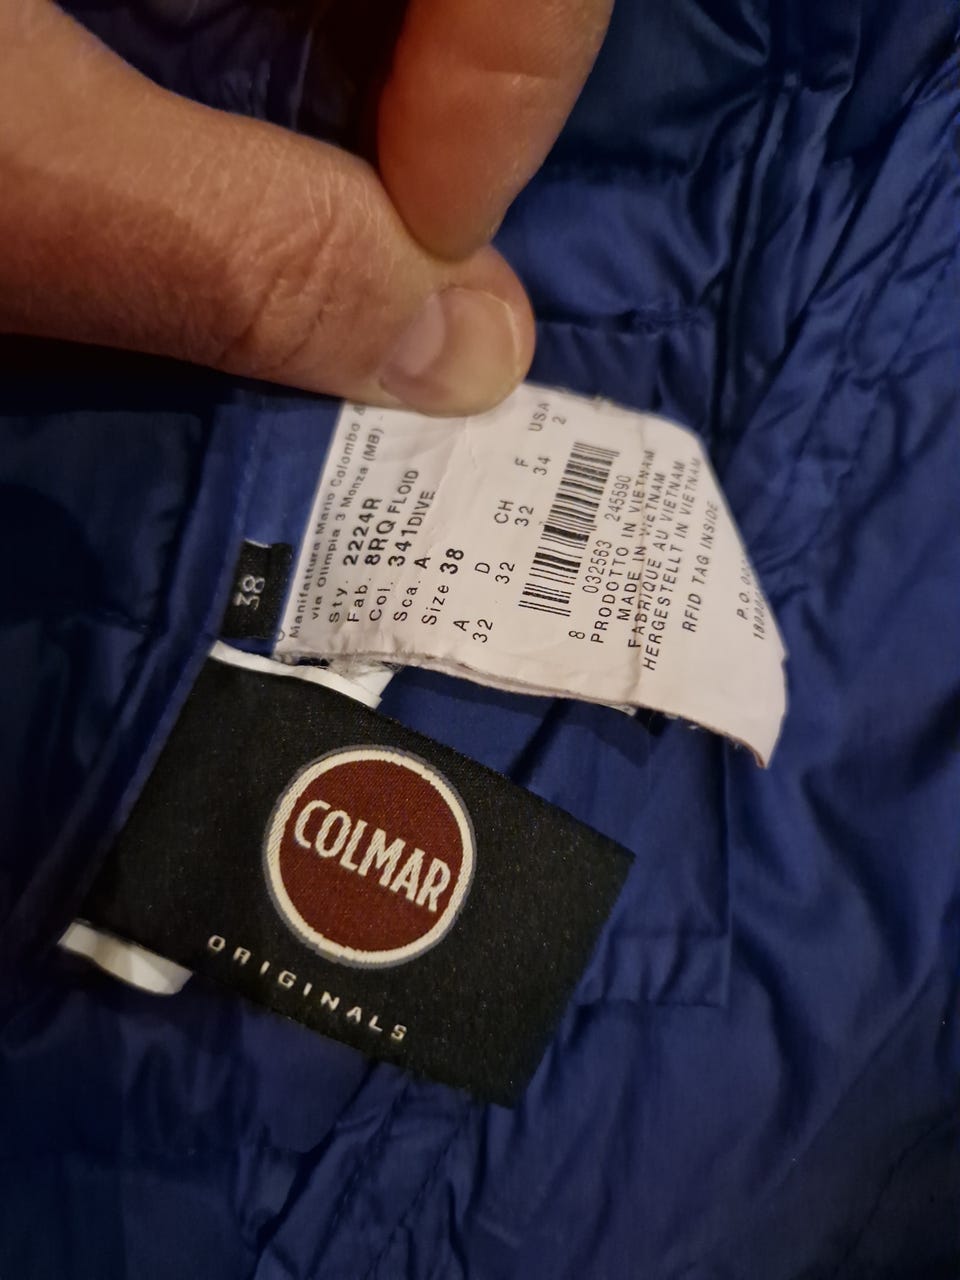 Manifattura Mario Colombo &
via Olimpia 3 Monza (MB) -
Sty. 2224R
Fab. 8RQ FLOID
Col. 341DIVE
Sca. A
Size 38
A D CH F USA
32 32 32 34 2
8 032563 245590
PRODOTTO IN VIETNAM
MADE IN VIETNAM
FABRIQUE AU VIETNAM
HERGESTELLT IN VIETNAM
RFID TAG INSIDE
P.O.
38
COLMAR
ORIGINALS